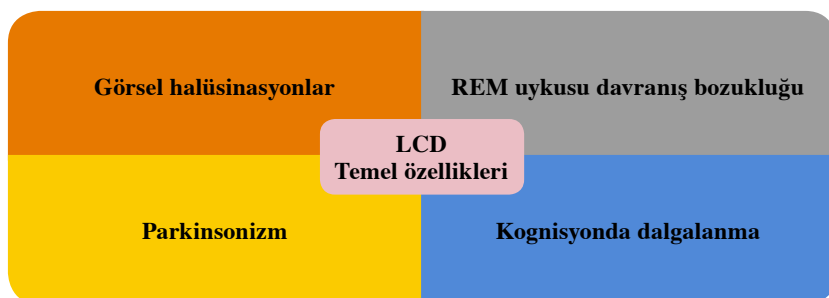 Görsel halüsinasyonlar
REM uykusu davranış bozukluğu
LCD
Temel özellikleri
Parkinsonizm
Kognisyonda dalgalanma